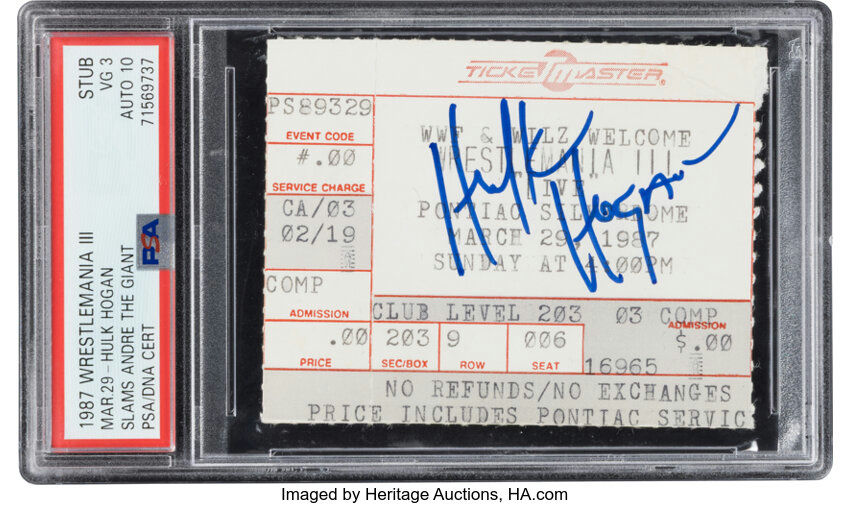 1987 WRESTLEMANIA III
MAR.29 - HULK HOGAN
SLAMS ANDRE THE GIANT
PSA/DNA CERT
PSA
STUB
VG 3
AUTO 10
71569737
TICKETMASTER®
PS89329
EVENT CODE
#.00
SERVICE CHARGE
CA/03
02/19
COMP
ADMISSION
.00
PRICE
WWF & WILZ WELCOME
WRESTLEMANIA III
"LIVE"
PONTIAC SILVERDOME
MARCH 29, 1987
SUNDAY AT 4:00PM
Hulk Hogan
CLUB LEVEL 203 03 COMP
ADMISSION
203 9 006 $.00
SEC/BOX ROW SEAT
16965
NO REFUNDS/NO EXCHANGES
PRICE INCLUDES PONTIAC SERVIC
Imaged by Heritage Auctions, HA.com